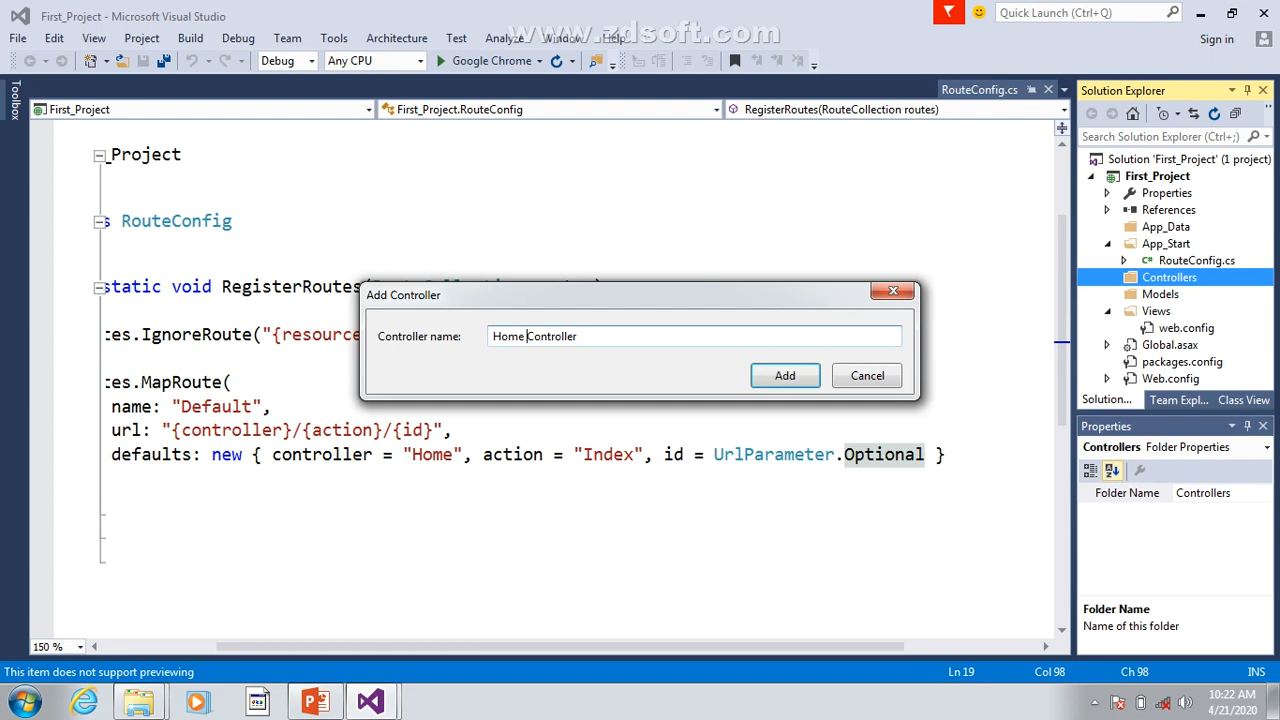 First_Project - Microsoft Visual Studio
Quick Launch (Ctrl+Q)
www.zdsoft.com
File Edit View Project Build Debug Team Tools Architecture Test Analyze Window Help
Sign in
Debug Any CPU Google Chrome
Toolbox
RouteConfig.cs
First_Project First_Project.RouteConfig RegisterRoutes(RouteCollection routes)
_Project
s RouteConfig
static void RegisterRoutes(
tes.IgnoreRoute("{resource
tes.MapRoute(
name: "Default",
url: "{controller}/{action}/{id}",
defaults: new { controller = "Home", action = "Index", id = UrlParameter.Optional }
Add Controller
Controller name: Home Controller
Add Cancel
Solution Explorer
Search Solution Explorer (Ctrl+;)
Solution 'First_Project' (1 project)
First_Project
Properties
References
App_Data
App_Start
RouteConfig.cs
Controllers
Models
Views
web.config
Global.asax
packages.config
Web.config
Solution... Team Expl... Class View
Properties
Controllers Folder Properties
Folder Name Controllers
Folder Name
Name of this folder
150 %
This item does not support previewing Ln 19 Col 98 Ch 98 INS
10:22 AM
4/21/2020